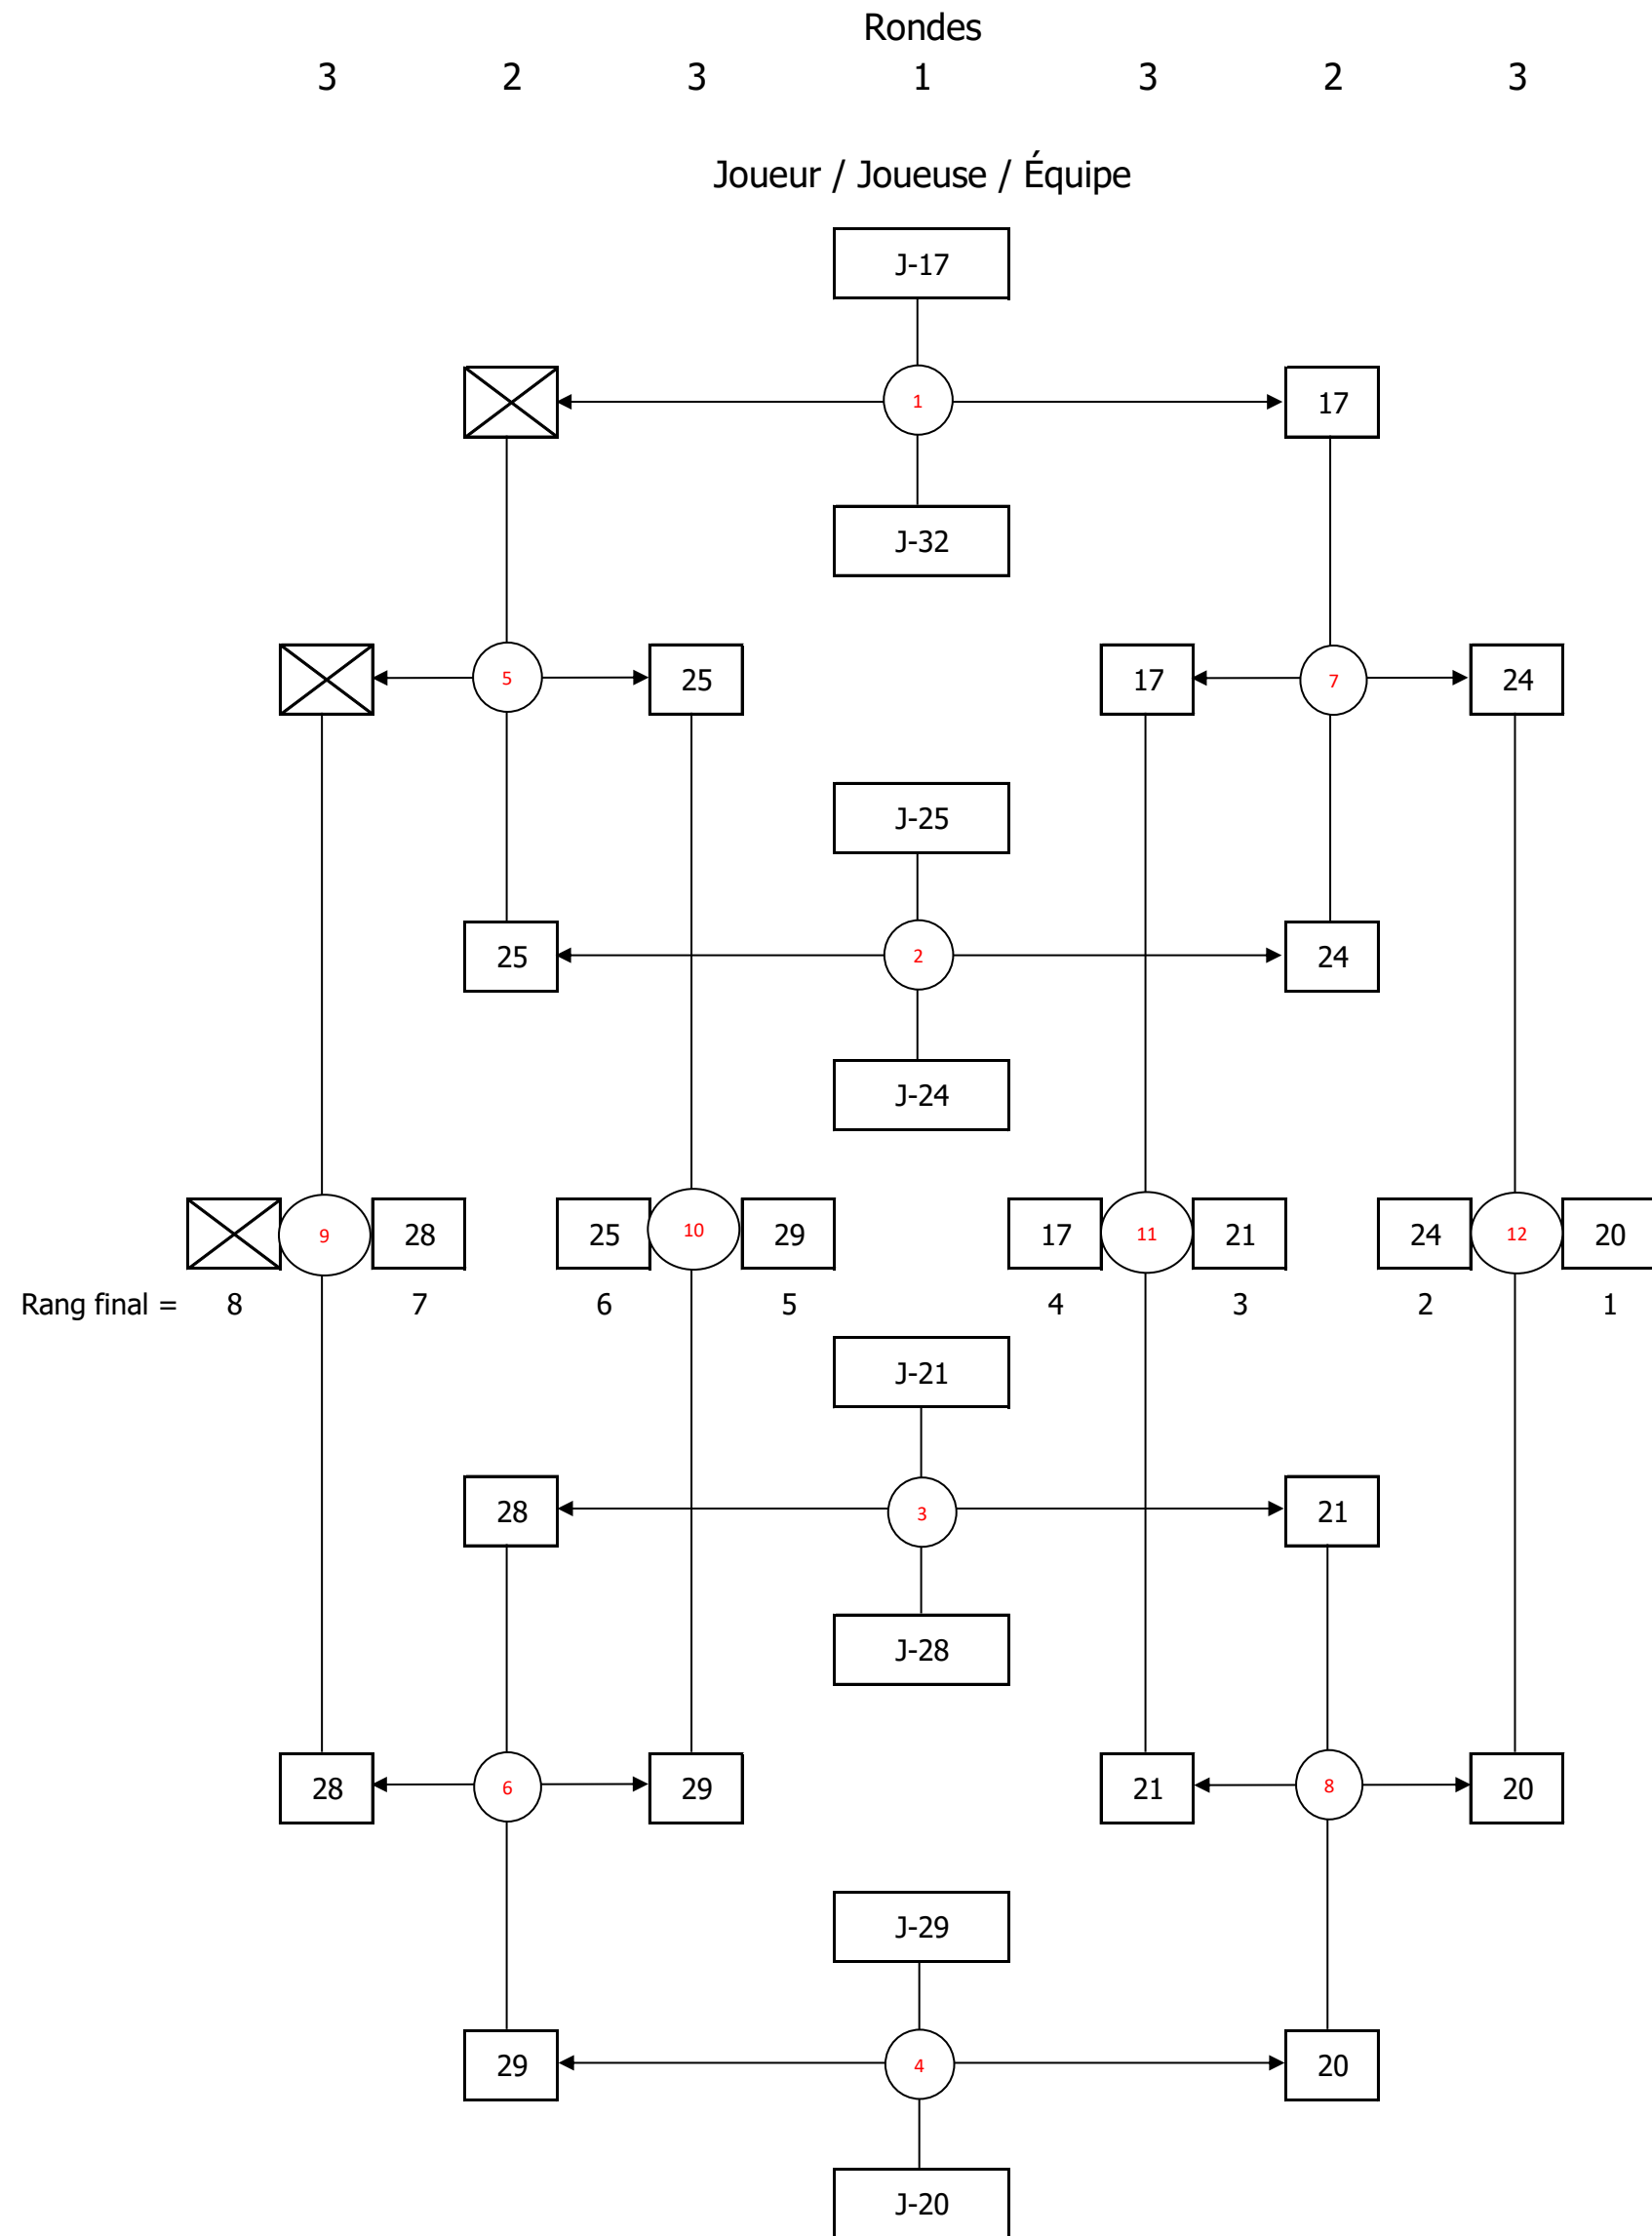 Rondes
3 2 3 1 3 2 3
Joueur / Joueuse / Équipe
J-17
1 17
J-32
5 25 17 7 24
J-25
25 2 24
J-24
9 28 25 10 29 17 11 21 24 12 20
Rang final = 8 7 6 5 4 3 2 1
J-21
28 3 21
J-28
28 6 29 21 8 20
J-29
29 4 20
J-20